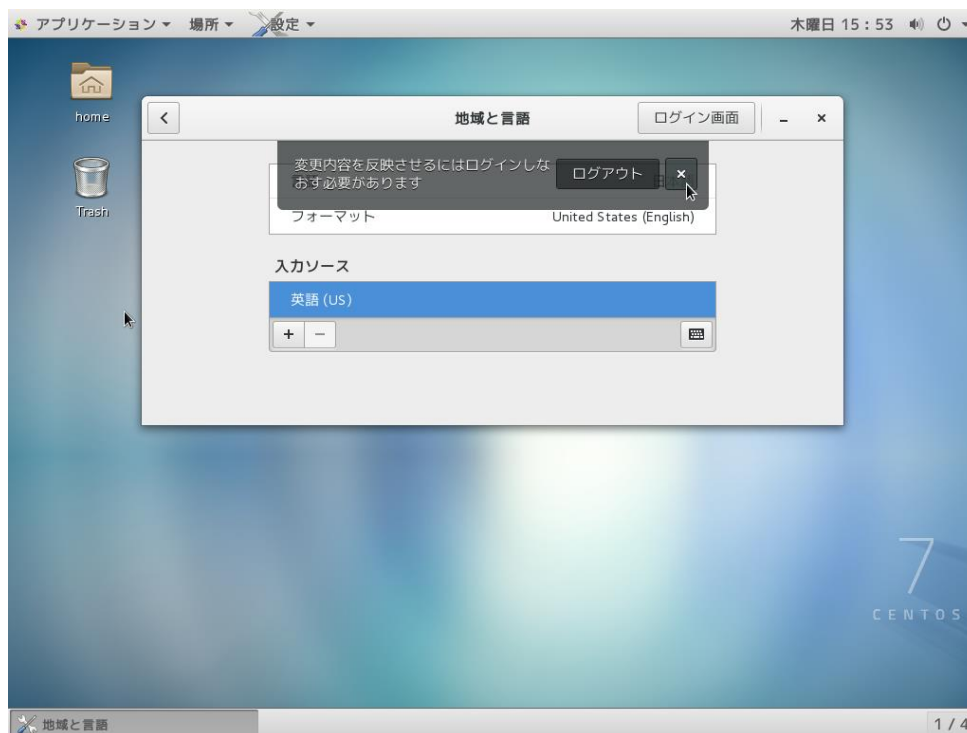 アプリケーション 場所 設定 木曜日 15 : 53
home
Trash
地域と言語 ログイン画面
変更内容を反映させるにはログインしな
おす必要があります
ログアウト
フォーマット United States (English)
入力ソース
英語 (US)
7
CENTOS
地域と言語 1 / 4